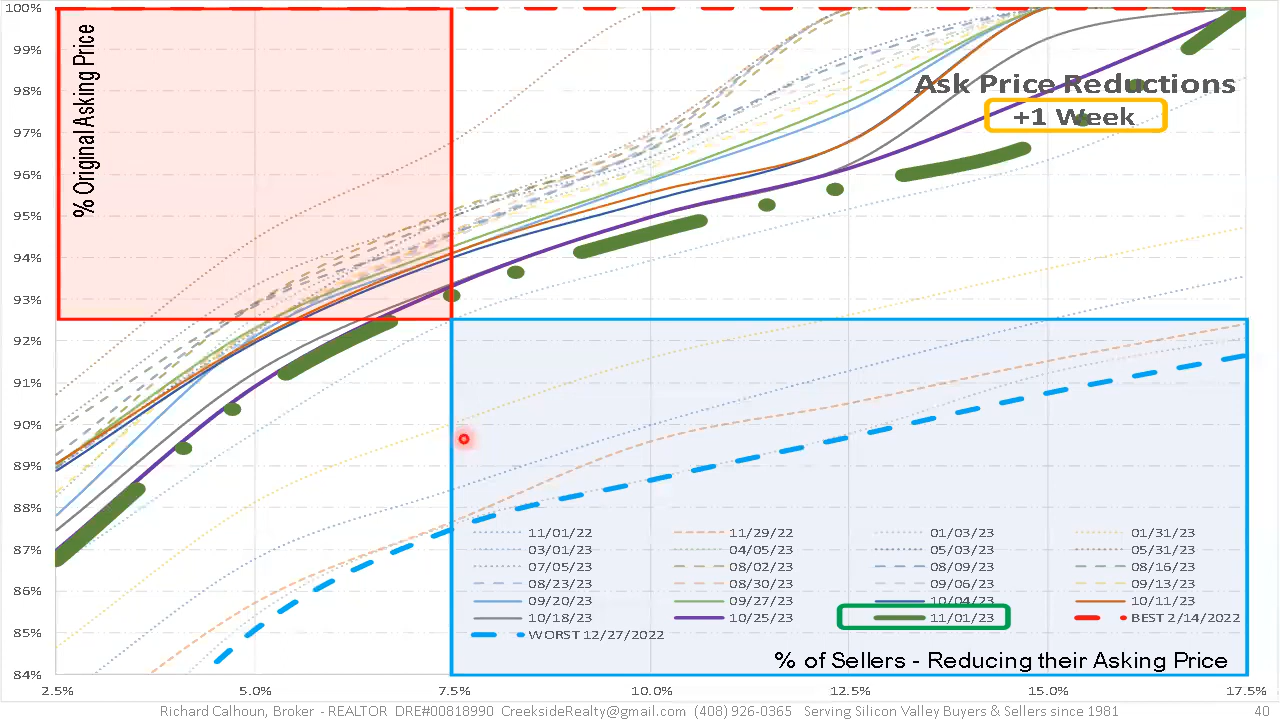 100%
99%
98%
97%
96%
95%
94%
93%
92%
91%
90%
89%
88%
87%
86%
85%
84%
% Original Asking Price
Ask Price Reductions
+1 Week
11/01/22 11/29/22 01/03/23 01/31/23
03/01/23 04/05/23 05/03/23 05/31/23
07/05/23 08/02/23 08/09/23 08/16/23
08/23/23 08/30/23 09/06/23 09/13/23
09/20/23 09/27/23 10/04/23 10/11/23
10/18/23 10/25/23 11/01/23 BEST 2/14/2022
WORST 12/27/2022
% of Sellers - Reducing their Asking Price
2.5% 5.0% 7.5% 10.0% 12.5% 15.0% 17.5%
Richard Calhoun, Broker - REALTOR DRE#00818990 CreeksideRealty@gmail.com (408) 926-0365 Serving Silicon Valley Buyers & Sellers since 1981 40